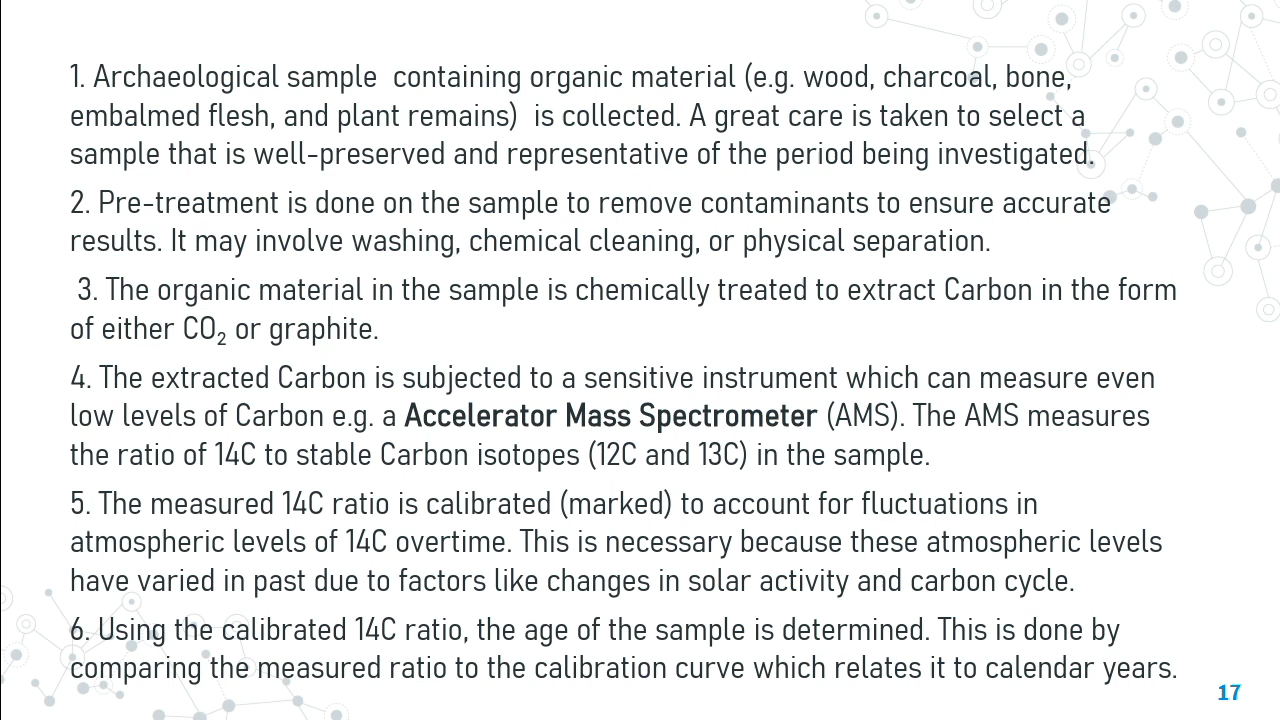 1. Archaeological sample  containing organic material (e.g. wood, charcoal, bone,
embalmed flesh, and plant remains)  is collected. A great care is taken to select a
sample that is well-preserved and representative of the period being investigated.
2. Pre-treatment is done on the sample to remove contaminants to ensure accurate
results. It may involve washing, chemical cleaning, or physical separation.
3. The organic material in the sample is chemically treated to extract Carbon in the form
of either CO₂ or graphite.
4. The extracted Carbon is subjected to a sensitive instrument which can measure even
low levels of Carbon e.g. a Accelerator Mass Spectrometer (AMS). The AMS measures
the ratio of 14C to stable Carbon isotopes (12C and 13C) in the sample.
5. The measured 14C ratio is calibrated (marked) to account for fluctuations in
atmospheric levels of 14C overtime. This is necessary because these atmospheric levels
have varied in past due to factors like changes in solar activity and carbon cycle.
6. Using the calibrated 14C ratio, the age of the sample is determined. This is done by
comparing the measured ratio to the calibration curve which relates it to calendar years.
17